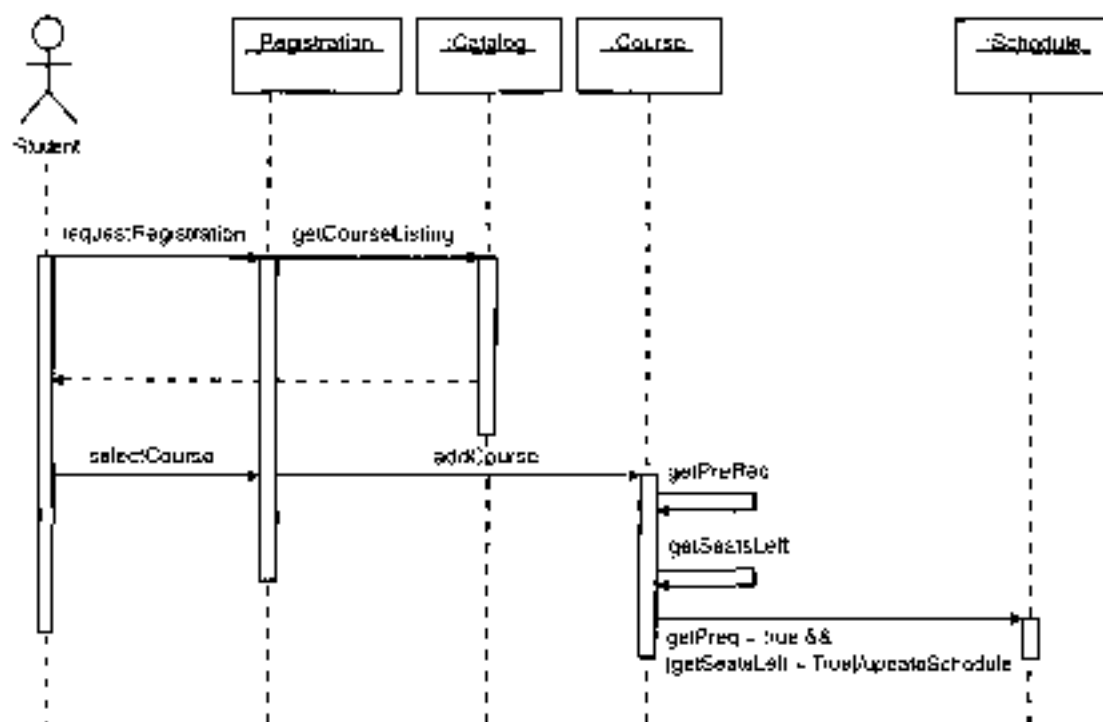 :Registration
:Catalog
:Course
:Schedule
Student
requestRegistration
getCourseListing
selectCourse
addCourse
getPreReq
getSeatsLeft
getPreq = true &&
[getSeatsLeft = True]/updateSchedule